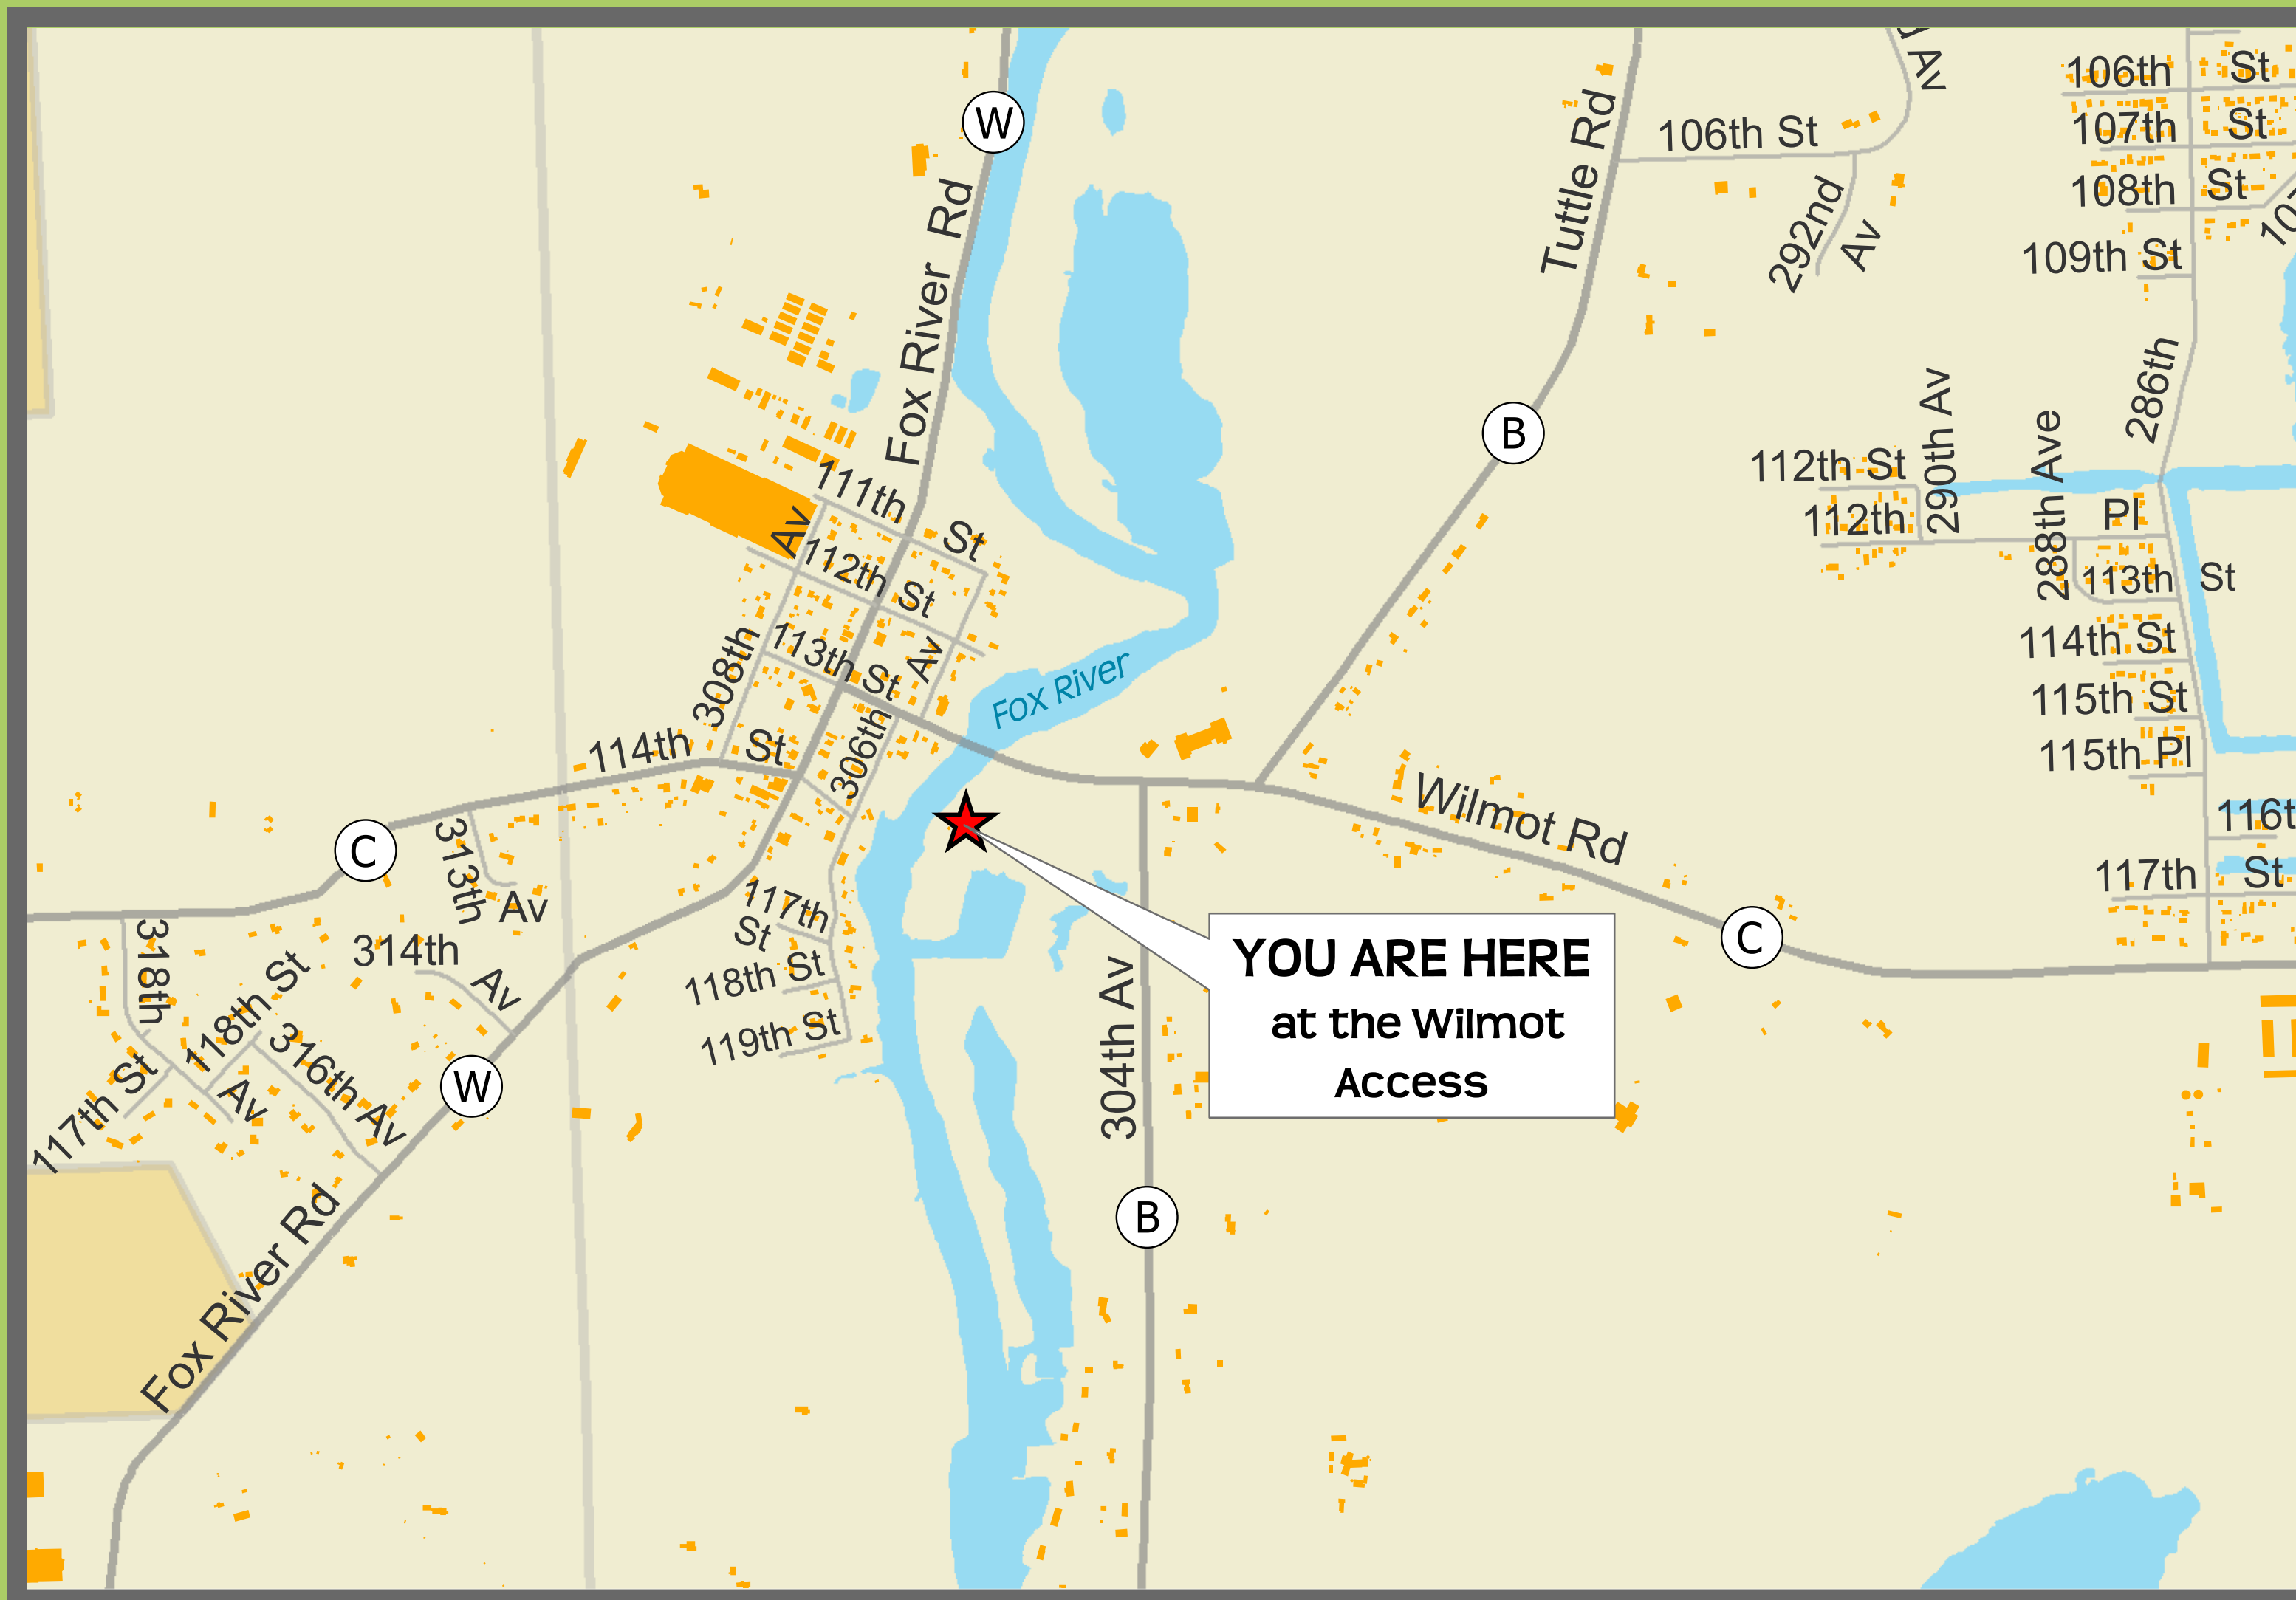 W
Fox River Rd
Fox River Rd
Tuttle Rd
B
106th St
Av
292nd Av
106th St
107th St
108th St
109th St
286th
290th Av
288th Ave
112th St
112th Pl
113th St
114th St
115th St
115th Pl
117th St
111th St
112th St
113th St
Av
Av
308th
306th
114th St
Fox River
Wilmot Rd
C
C
313th Av
314th Av
318th Av
118th St
316th Av
117th St
W
Fox River Rd
117th St
118th St
119th St
304th Av
B
YOU ARE HERE
at the Wilmot
Access